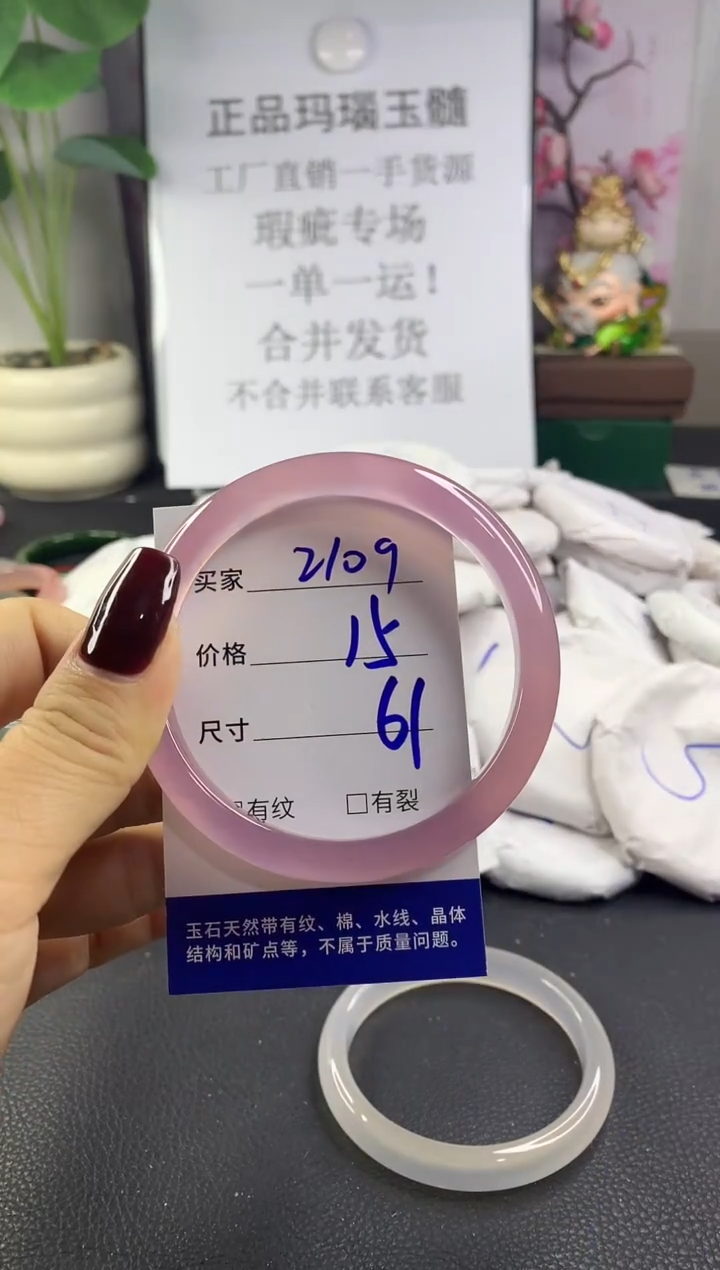 正品玛瑙玉髓
工厂直销一手货源
瑕疵专场
一单一运！
合并发货
不合并联系客服
买家 2109
价格 15
尺寸 61
有纹 □有裂
玉石天然带有纹、棉、水线、晶体
结构和矿点等，不属于质量问题。